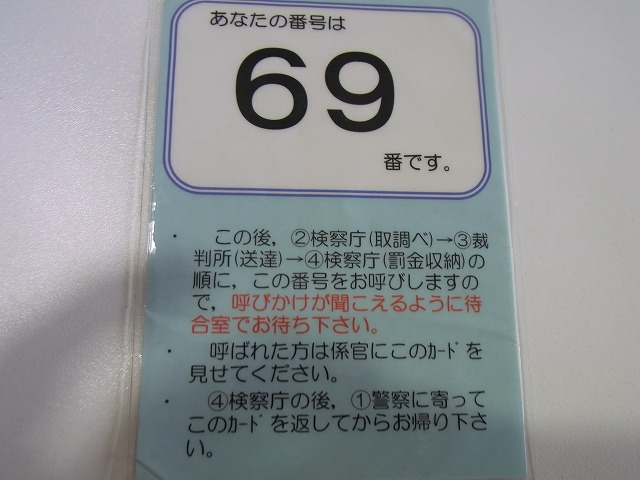 あなたの番号は
69
番です。
・　この後，②検察庁(取調べ)→③裁
判所(送達)→④検察庁(罰金収納)の
順に，この番号をお呼びしますの
で，呼びかけが聞こえるように待
合室でお待ち下さい。
・　呼ばれた方は係官にこのｶｰﾄﾞを
見せてください。
・　④検察庁の後，①警察に寄って
このｶｰﾄﾞを返してからお帰り下さ
い。